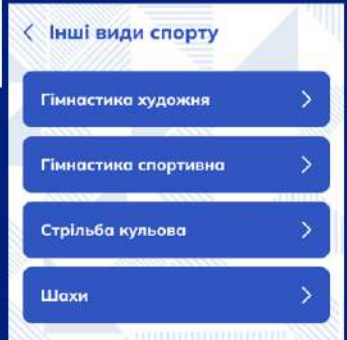 Інші види спорту
Гімнастика художня
Гімнастика спортивна
Стрільба кульова
Шахи